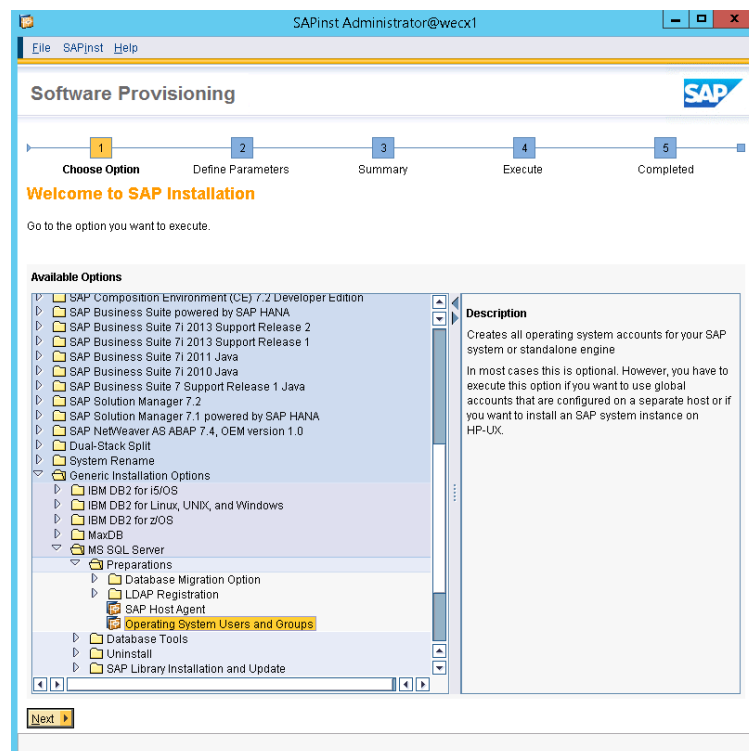 SAPinst Administrator@wecx1
File SAPinst Help
Software Provisioning
SAP
1 2 3 4 5
Choose Option Define Parameters Summary Execute Completed
Welcome to SAP Installation
Go to the option you want to execute.
Available Options
SAP Composition Environment (CE) 7.2 Developer Edition
SAP Business Suite powered by SAP HANA
SAP Business Suite 7i 2013 Support Release 2
SAP Business Suite 7i 2013 Support Release 1
SAP Business Suite 7i 2011 Java
SAP Business Suite 7i 2010 Java
SAP Business Suite 7 Support Release 1 Java
SAP Solution Manager 7.2
SAP Solution Manager 7.1 powered by SAP HANA
SAP NetWeaver AS ABAP 7.4, OEM version 1.0
Dual-Stack Split
System Rename
Generic Installation Options
IBM DB2 for i5/OS
IBM DB2 for Linux, UNIX, and Windows
IBM DB2 for z/OS
MaxDB
MS SQL Server
Preparations
Database Migration Option
LDAP Registration
SAP Host Agent
Operating System Users and Groups
Database Tools
Uninstall
SAP Library Installation and Update
Description
Creates all operating system accounts for your SAP
system or standalone engine
In most cases this is optional. However, you have to
execute this option if you want to use global
accounts that are configured on a separate host or if
you want to install an SAP system instance on
HP-UX.
Next